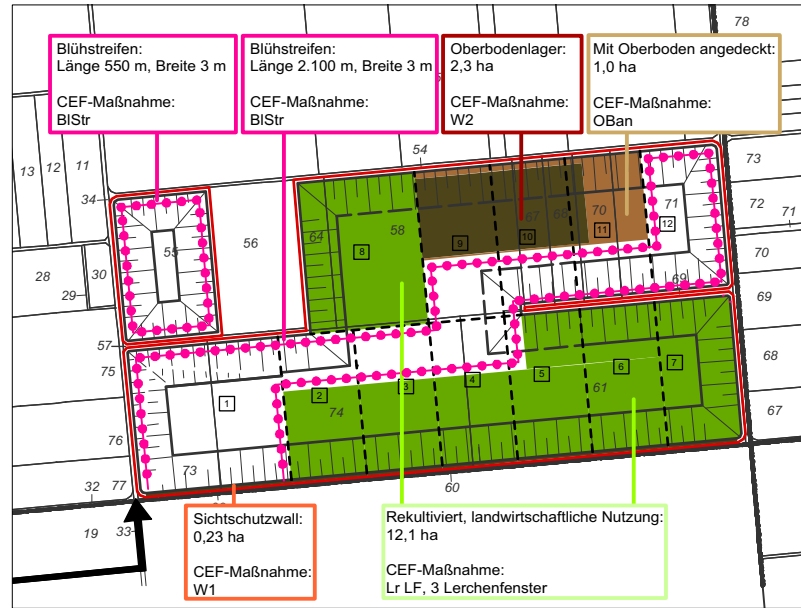 Blühstreifen:
Länge 550 m, Breite 3 m
CEF-Maßnahme:
BlStr
Blühstreifen:
Länge 2.100 m, Breite 3 m
CEF-Maßnahme:
BlStr
Oberbodenlager:
2,3 ha
CEF-Maßnahme:
W2
Mit Oberboden angedeckt:
1,0 ha
CEF-Maßnahme:
OBan
78
13
12
11
54
73
34
72
71
55
56
64
58
8
9
10
67
68
70
11
71
12
28
30
29
70
69
69
57
75
68
1
2
3
4
5
6
7
61
74
76
67
73
32
77
60
19
33
Sichtschutzwall:
0,23 ha
CEF-Maßnahme:
W1
Rekultiviert, landwirtschaftliche Nutzung:
12,1 ha
CEF-Maßnahme:
Lr LF, 3 Lerchenfenster